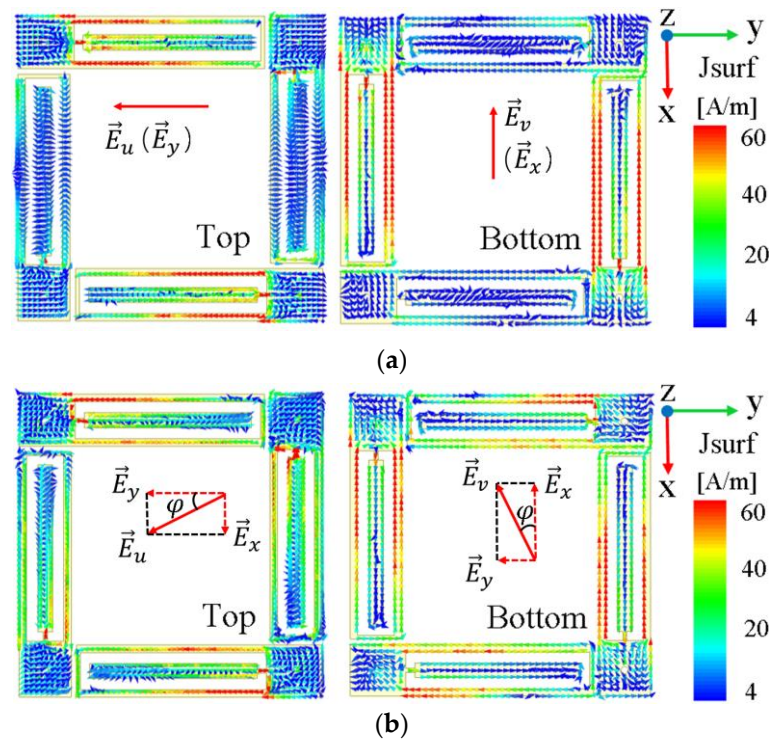 z
y
x
Jsurf
[A/m]
60
40
20
4
E⃗u (E⃗y)
Top
E⃗v
(E⃗x)
Bottom
(a)
z
y
x
Jsurf
[A/m]
60
40
20
4
E⃗y
φ
E⃗u
E⃗x
Top
E⃗v
E⃗x
φ
E⃗y
Bottom
(b)